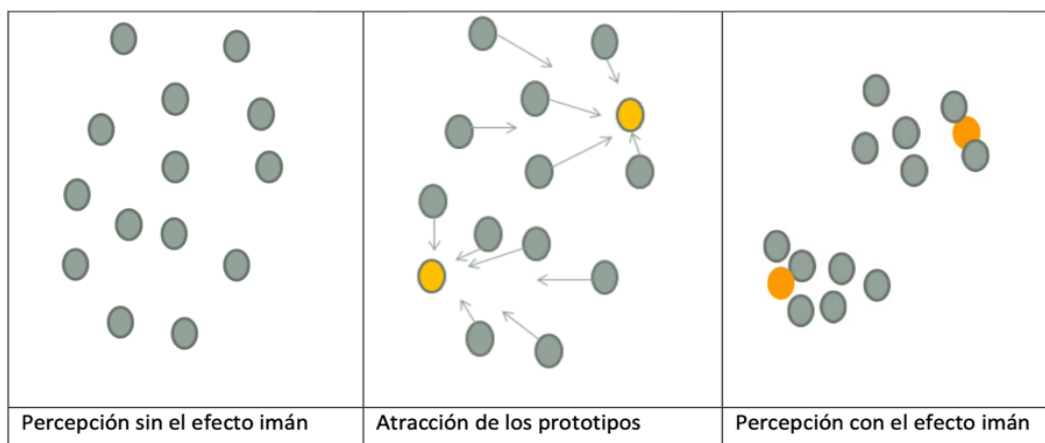 Percepción sin el efecto imán
Atracción de los prototipos
Percepción con el efecto imán